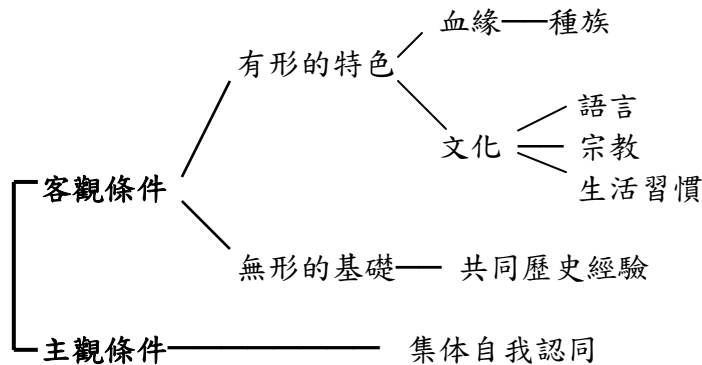 血緣──種族
有形的特色
語言
文化
宗教
生活習慣
客觀條件
無形的基礎── 共同歷史經驗
主觀條件 集体自我認同